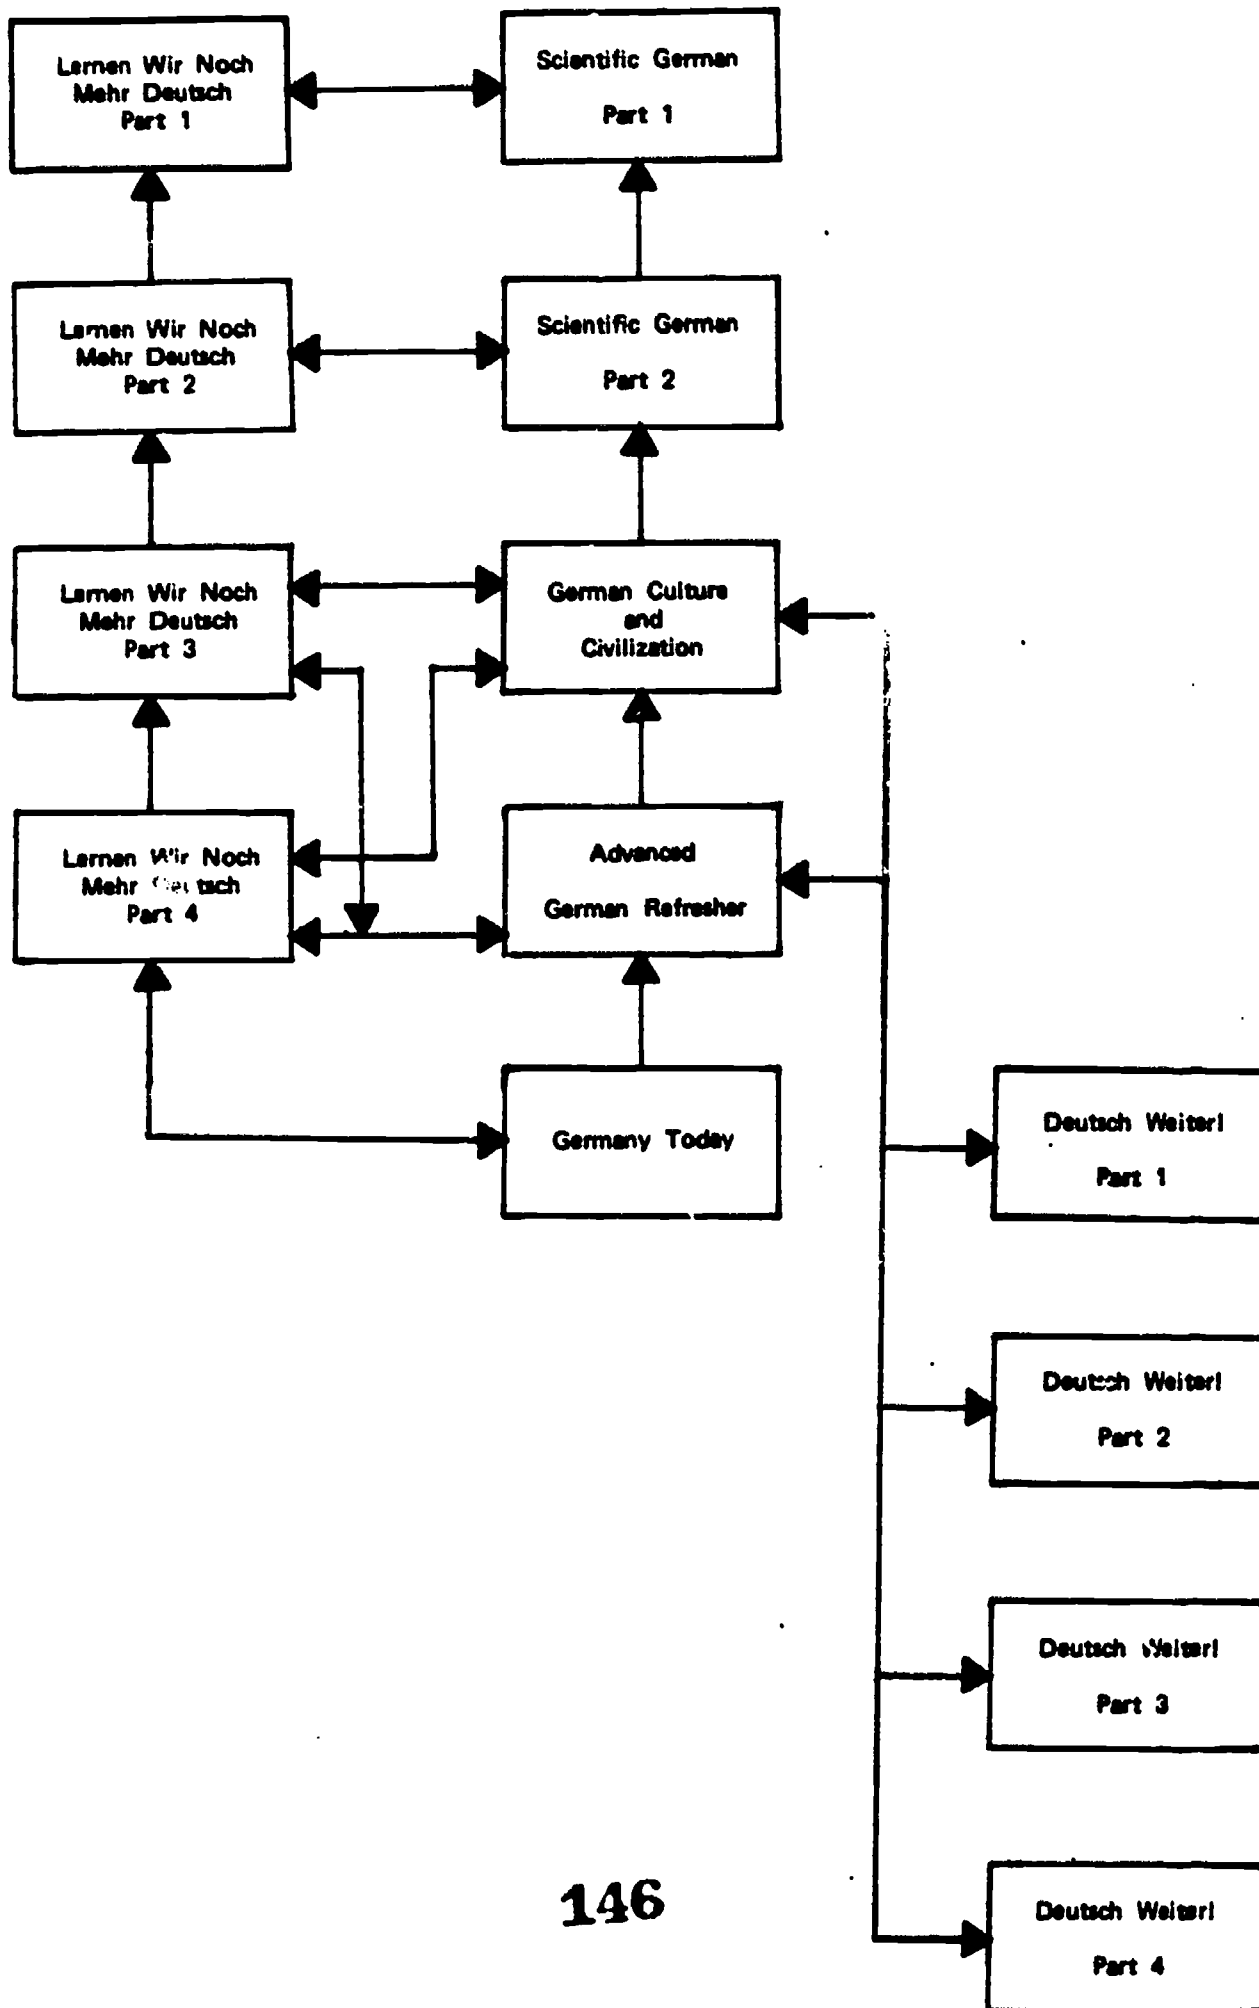 Lernen Wir Noch
Mehr Deutsch
Part 1
Scientific German
Part 1
Lernen Wir Noch
Mehr Deutsch
Part 2
Scientific German
Part 2
Lernen Wir Noch
Mehr Deutsch
Part 3
German Culture
and
Civilization
Lernen Wir Noch
Mehr Deutsch
Part 4
Advanced
German Refresher
Germany Today
Deutsch Weiter!
Part 1
Deutsch Weiter!
Part 2
Deutsch Weiter!
Part 3
Deutsch Weiter!
Part 4
146